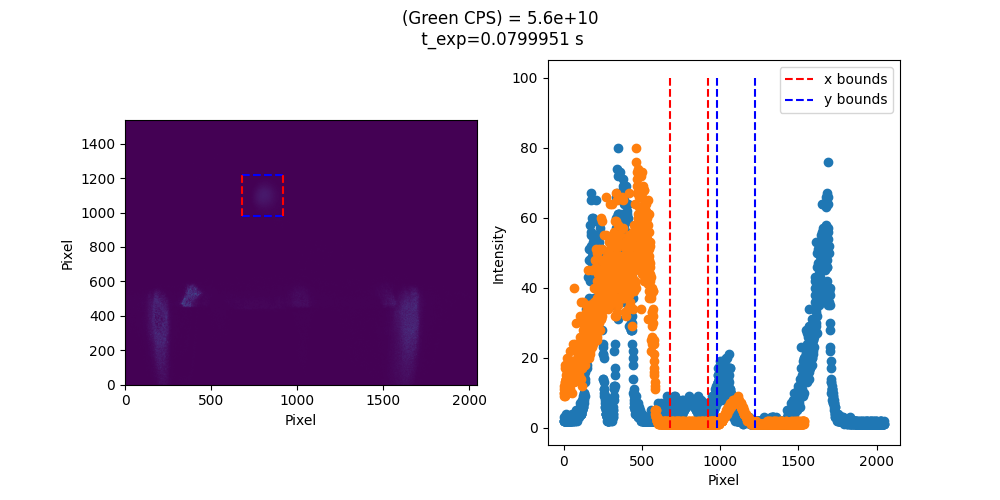 (Green CPS) = 5.6e+10
t_exp=0.0799951 s
1400
1200
1000
800
600
400
200
0
0 500 1000 1500 2000
Pixel
Pixel
100
80
60
40
20
0
0 500 1000 1500 2000
Intensity
Pixel
x bounds
y bounds